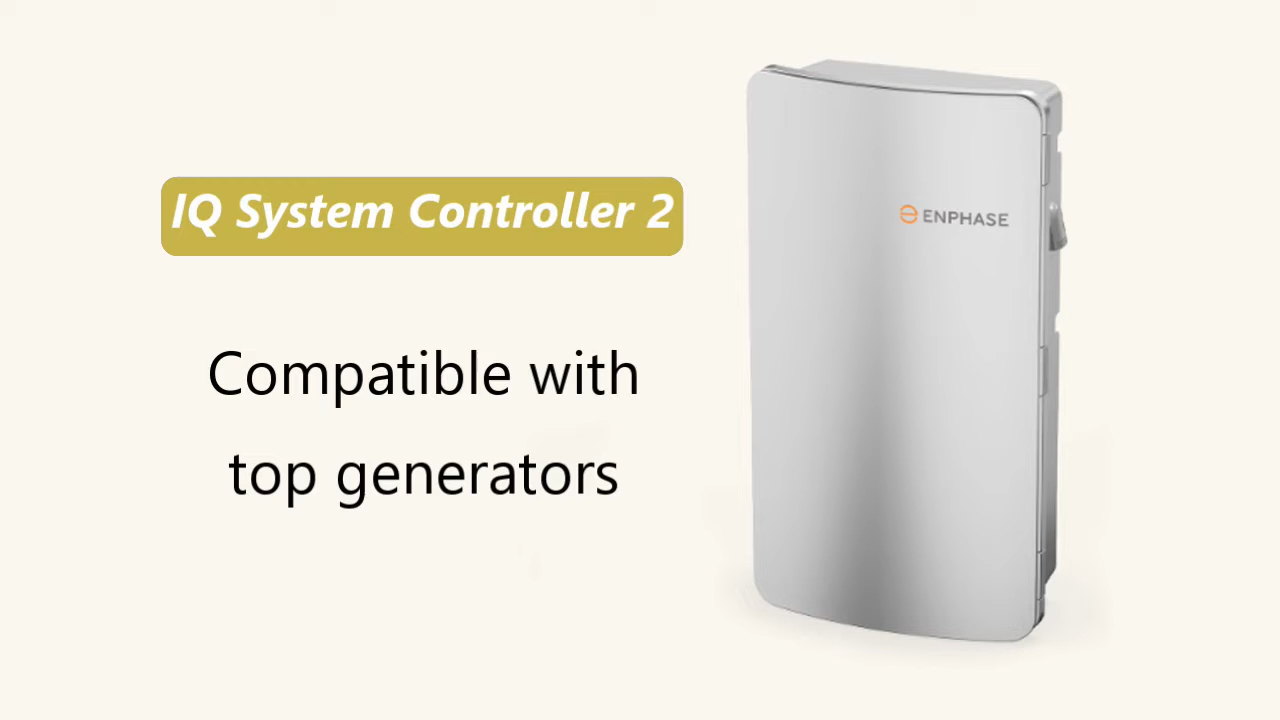 IQ System Controller 2
Compatible with
top generators
ENPHASE